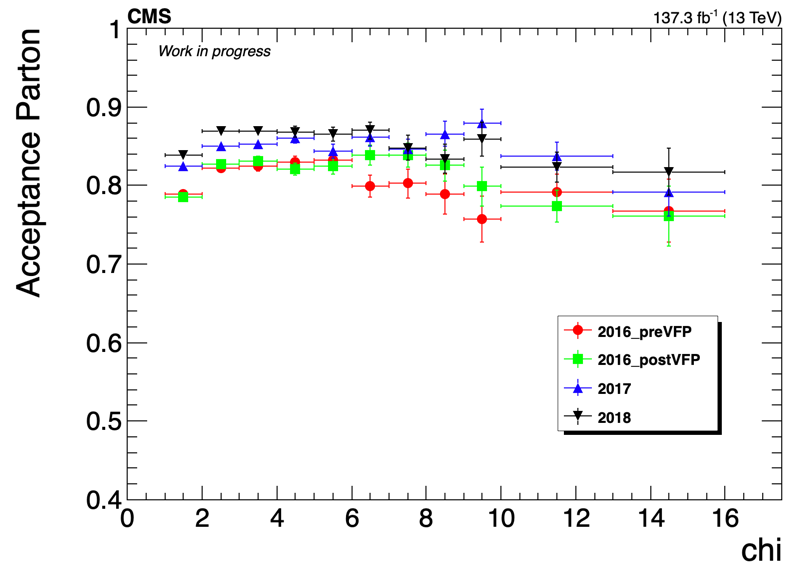 CMS
137.3 fb-1 (13 TeV)
Work in progress
Acceptance Parton
1
0.9
0.8
0.7
0.6
0.5
0.4
2016_preVFP
2016_postVFP
2017
2018
0 2 4 6 8 10 12 14 16
chi